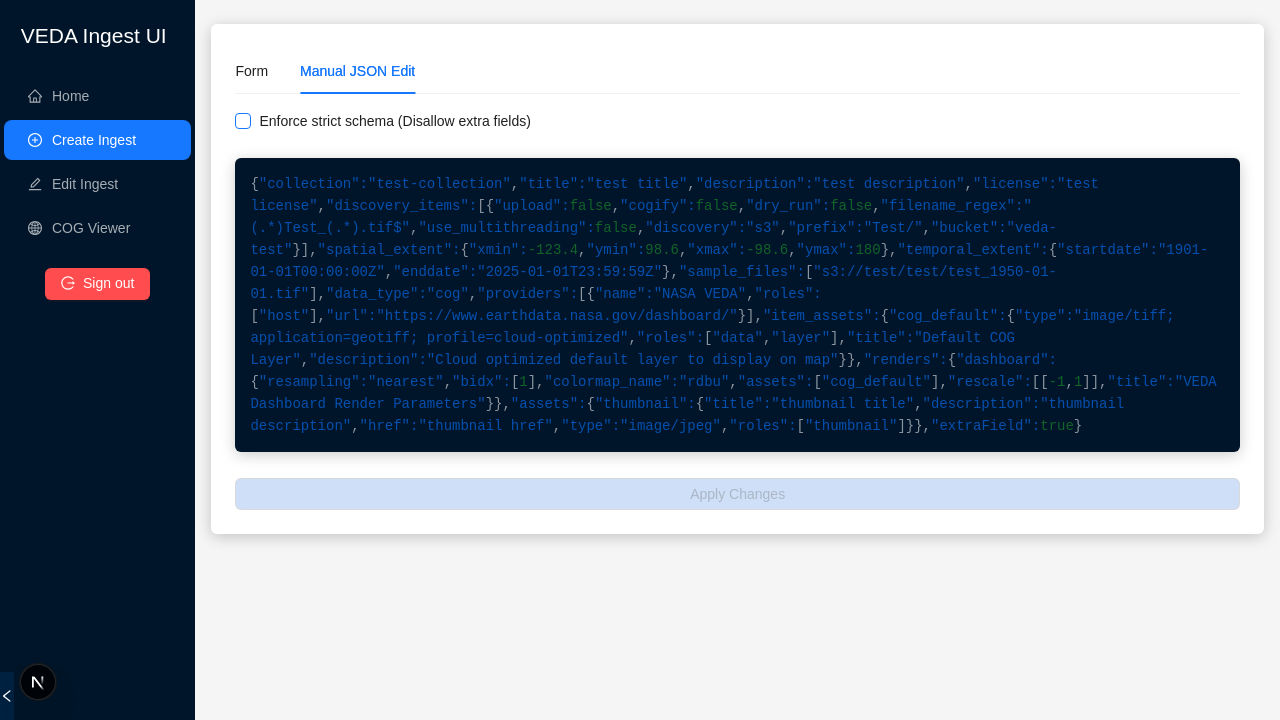 VEDA Ingest UI
Home
Create Ingest
Edit Ingest
COG Viewer
Sign out
Form
Manual JSON Edit
Enforce strict schema (Disallow extra fields)
{"collection":"test-collection","title":"test title","description":"test description","license":"test
license","discovery_items":[{"upload":false,"cogify":false,"dry_run":false,"filename_regex":"
(.*)Test_(.*).tif$","use_multithreading":false,"discovery":"s3","prefix":"Test/","bucket":"veda-
test"}],"spatial_extent":{"xmin":-123.4,"ymin":98.6,"xmax":-98.6,"ymax":180},"temporal_extent":{"startdate":"1901-
01-01T00:00:00Z","enddate":"2025-01-01T23:59:59Z"},"sample_files":["s3://test/test/test_1950-01-
01.tif"],"data_type":"cog","providers":[{"name":"NASA VEDA","roles":
["host"],"url":"https://www.earthdata.nasa.gov/dashboard/"}],"item_assets":{"cog_default":{"type":"image/tiff;
application=geotiff; profile=cloud-optimized","roles":["data","layer"],"title":"Default COG
Layer","description":"Cloud optimized default layer to display on map"}},"renders":{"dashboard":
{"resampling":"nearest","bidx":[1],"colormap_name":"rdbu","assets":["cog_default"],"rescale":[[-1,1]],"title":"VEDA
Dashboard Render Parameters"}},"assets":{"thumbnail":{"title":"thumbnail title","description":"thumbnail
description","href":"thumbnail href","type":"image/jpeg","roles":["thumbnail"]}},"extraField":true}
Apply Changes
N